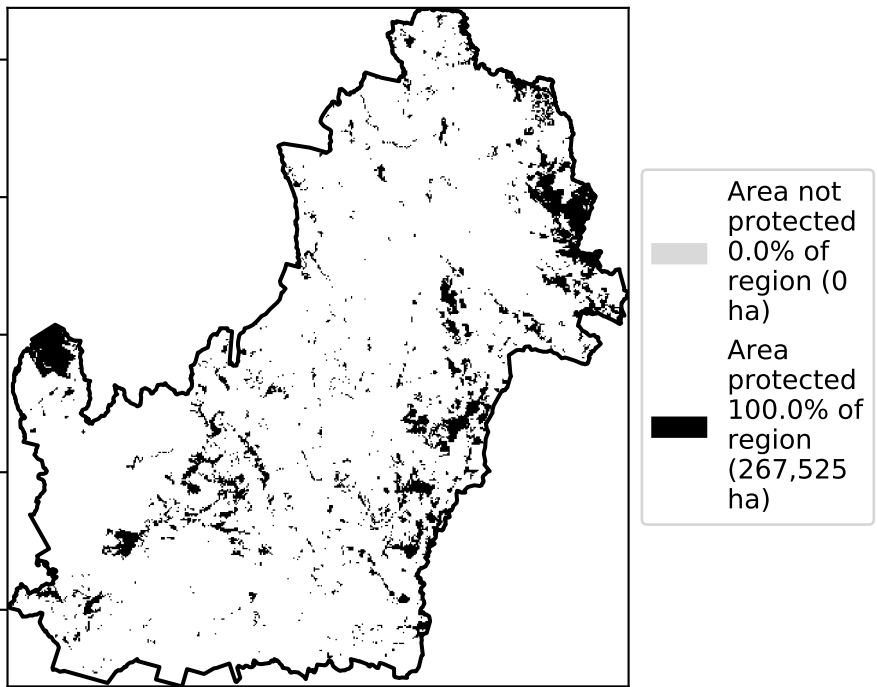 Area not
protected
0.0% of
region (0
ha)
Area
protected
100.0% of
region
(267,525
ha)